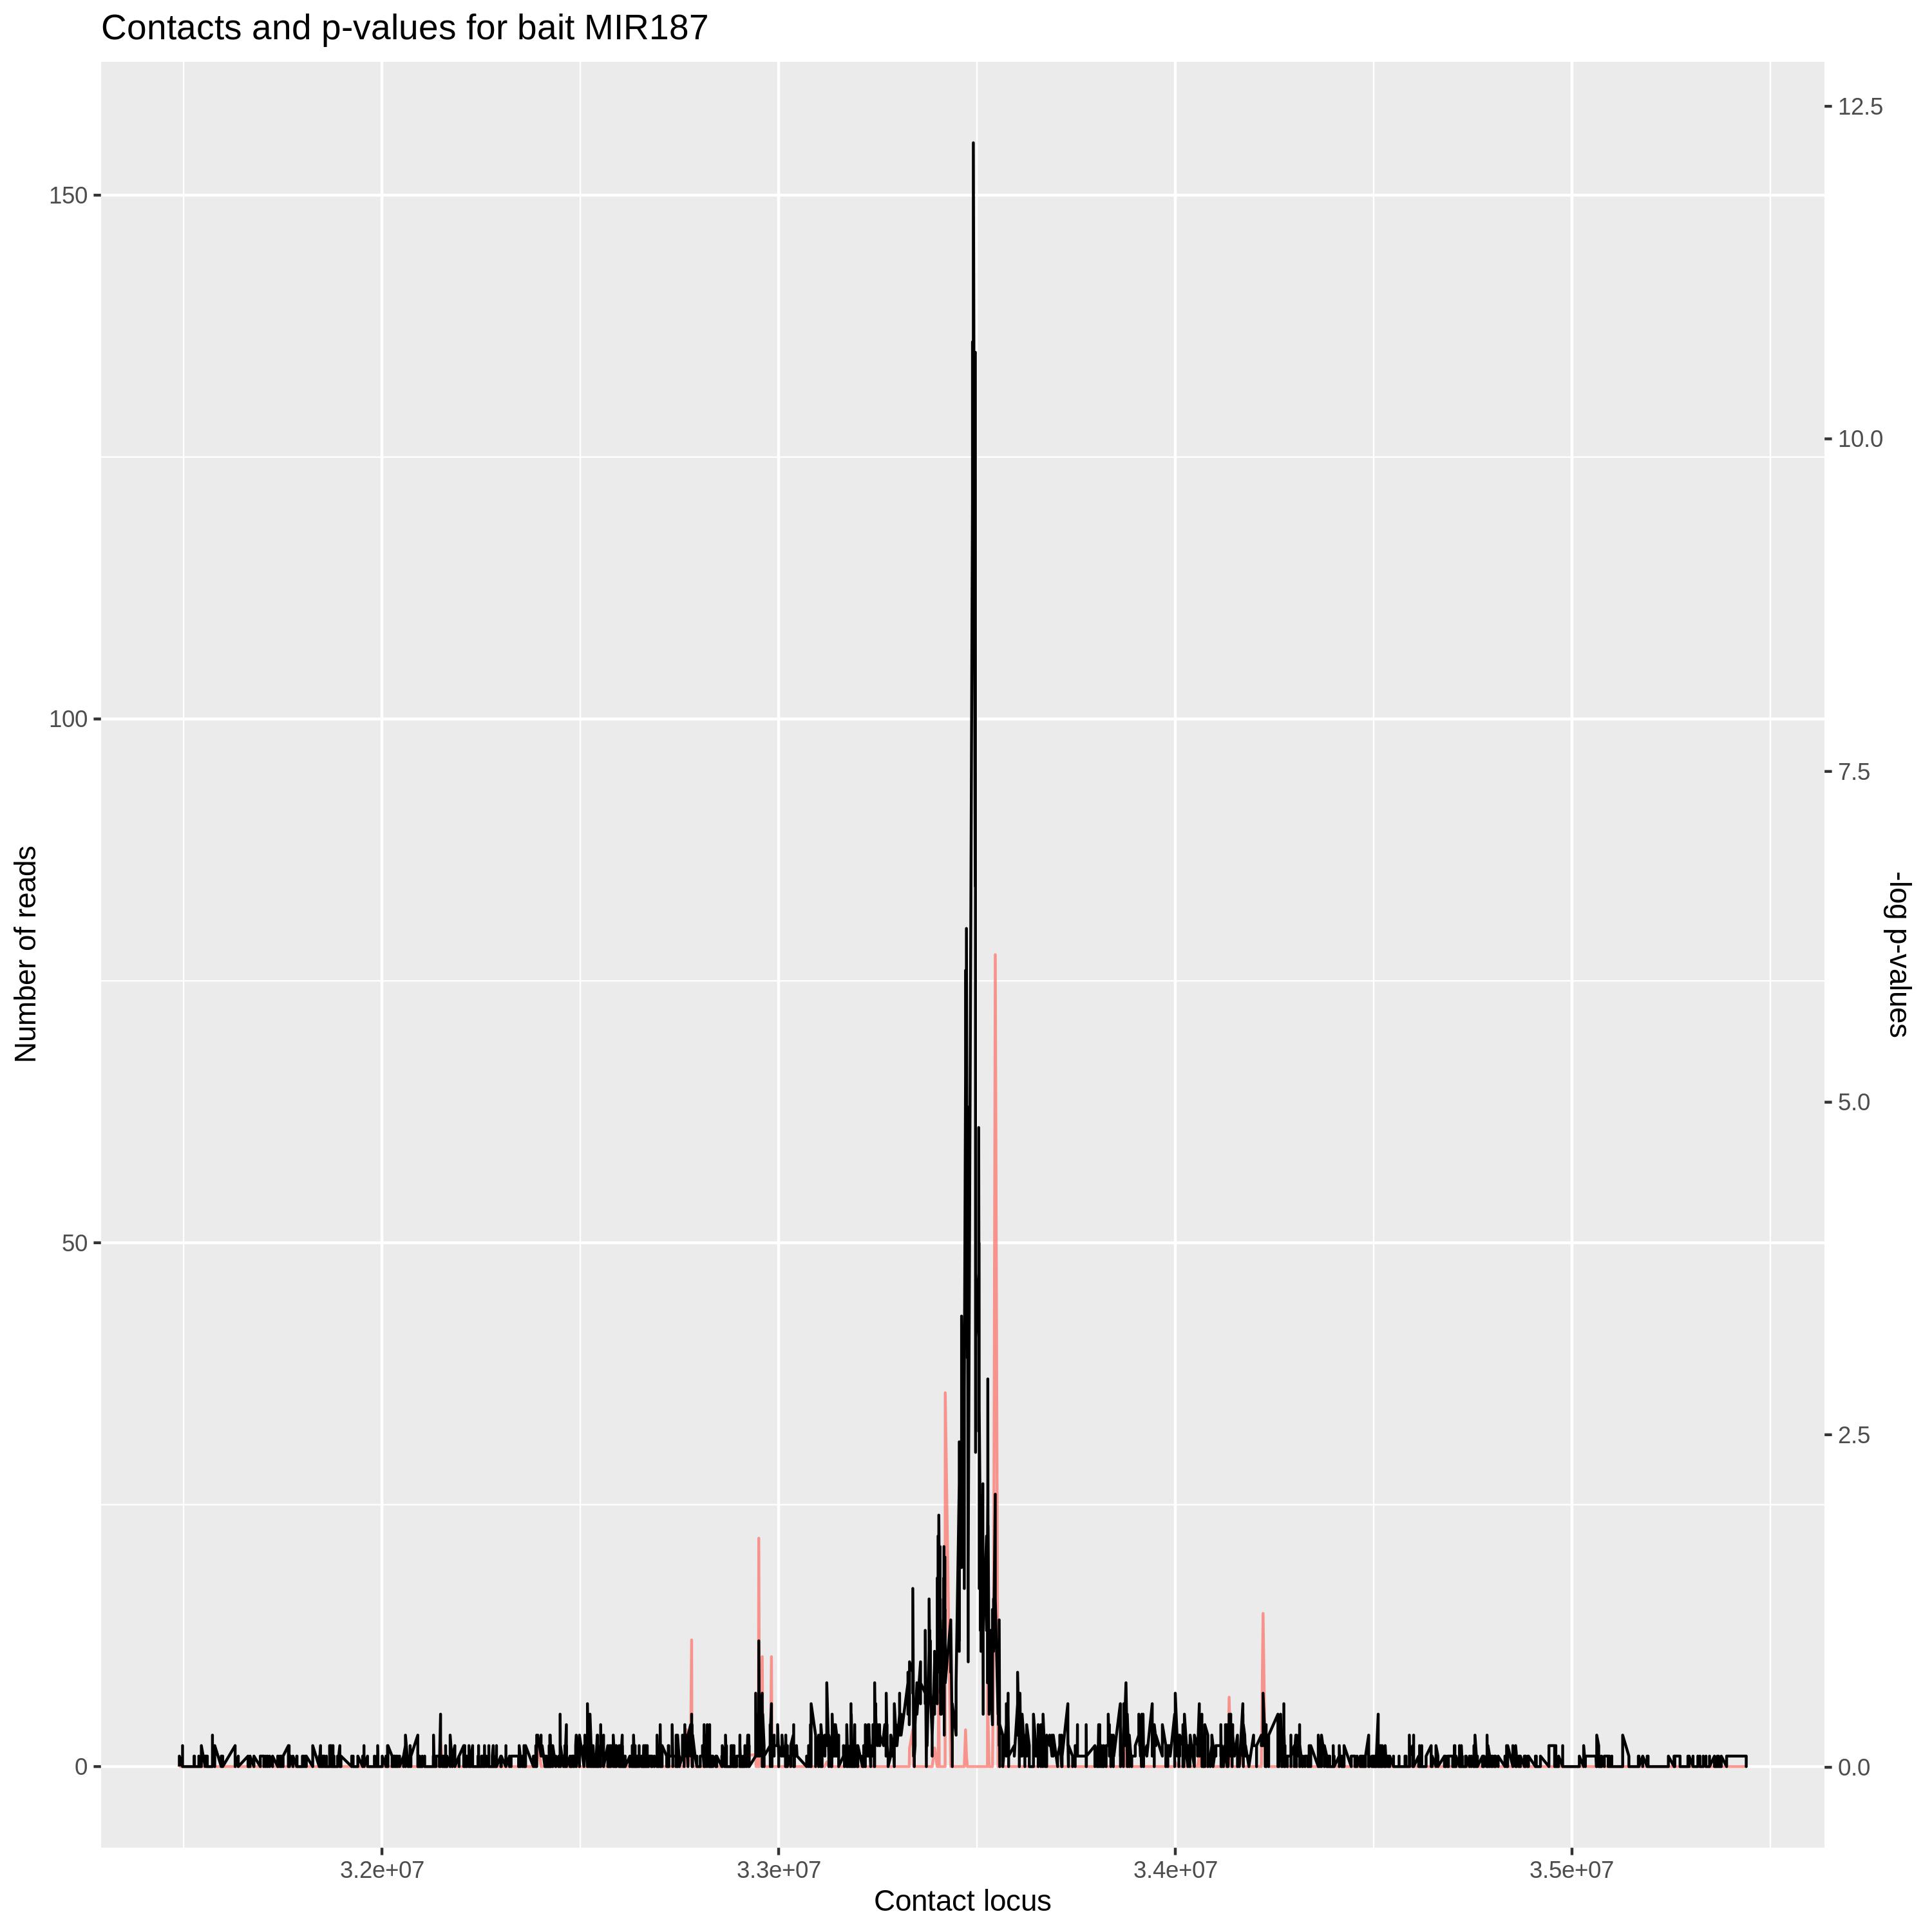 Contacts and p-values for bait MIR187
150
100
50
0
12.5
10.0
7.5
5.0
2.5
0.0
Number of reads
-log p-values
3.2e+07
3.3e+07
3.4e+07
3.5e+07
Contact locus